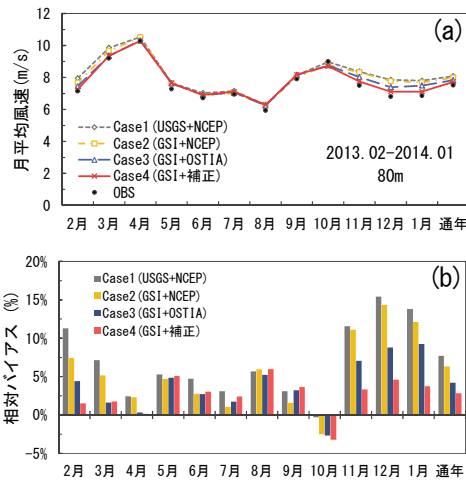 (a)
12
10
8
6
4
2
0
月平均風速(m/s)
Case1(USGS+NCEP)
Case2(GSI+NCEP)
Case3(GSI+OSTIA)
Case4(GSI+補正)
OBS
2013.02-2014.01
80m
2月 3月 4月 5月 6月 7月 8月 9月 10月 11月 12月 1月 通年
(b)
20%
15%
10%
5%
0%
-5%
相対バイアス (%)
Case1(USGS+NCEP)
Case2(GSI+NCEP)
Case3(GSI+OSTIA)
Case4(GSI+補正)
2月 3月 4月 5月 6月 7月 8月 9月 10月 11月 12月 1月 通年